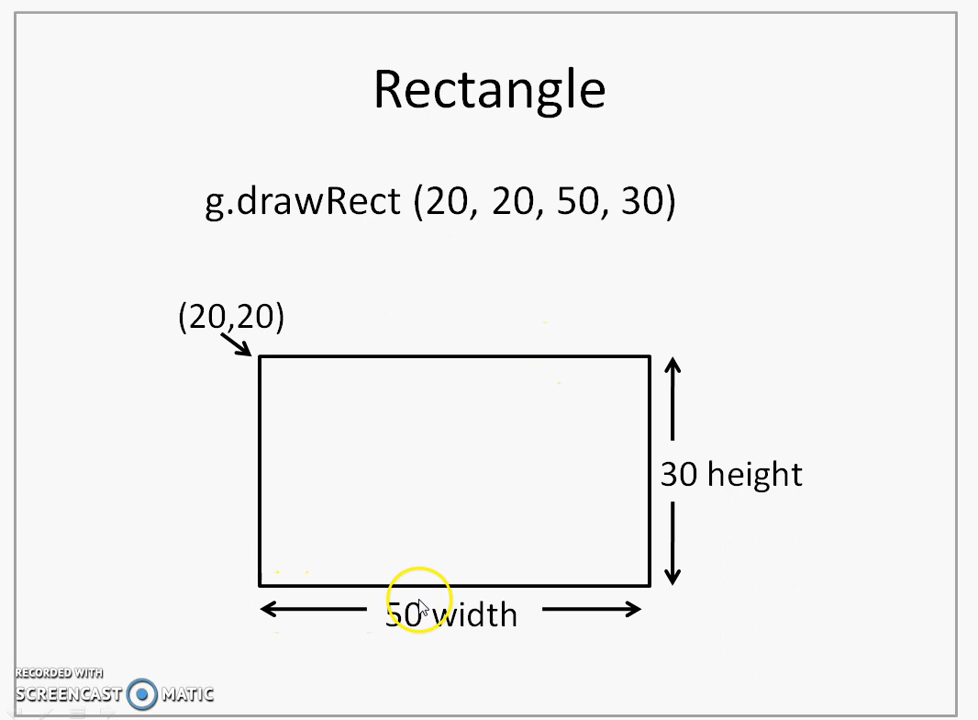 Rectangle
g.drawRect (20, 20, 50, 30)
(20,20)
30 height
50 width
RECORDED WITH
SCREENCAST MATIC